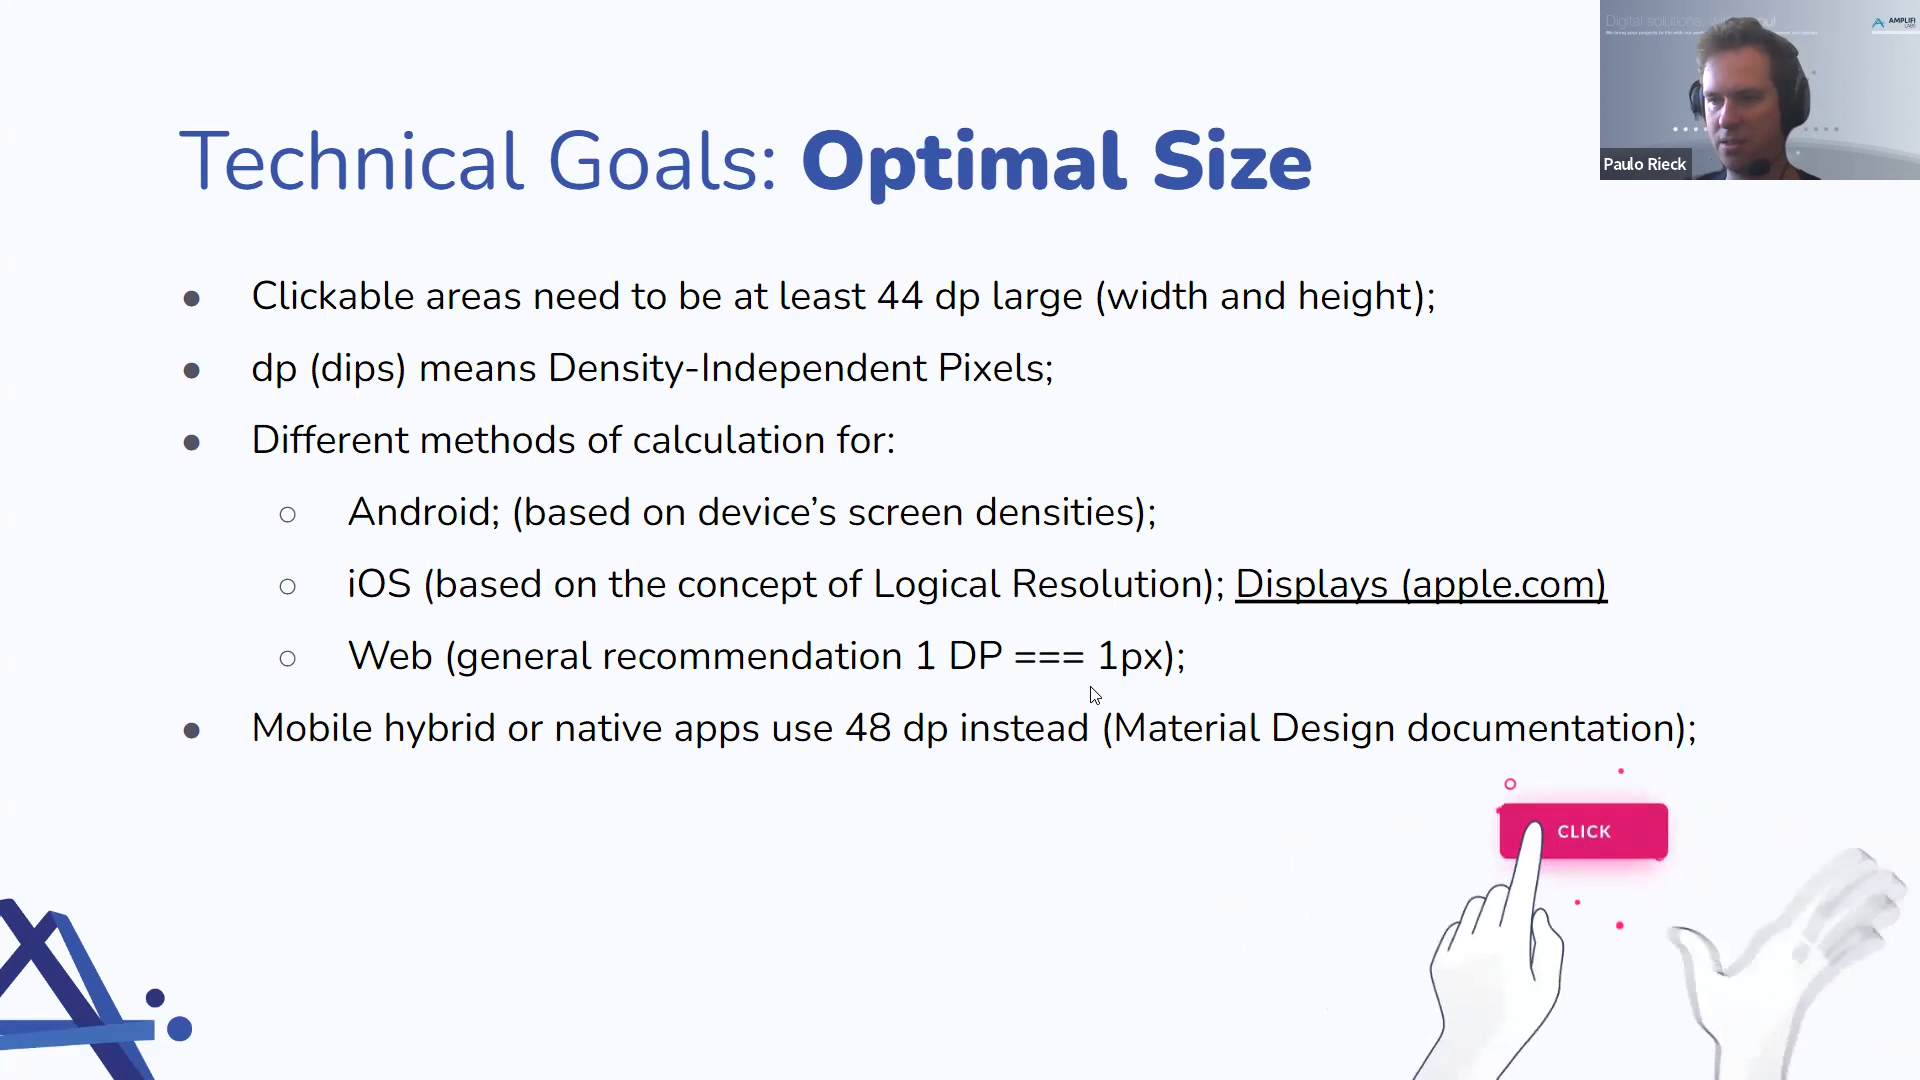 Technical Goals: Optimal Size
Clickable areas need to be at least 44 dp large (width and height);
dp (dips) means Density-Independent Pixels;
Different methods of calculation for:
Android; (based on device’s screen densities);
iOS (based on the concept of Logical Resolution); Displays (apple.com)
Web (general recommendation 1 DP === 1px);
Mobile hybrid or native apps use 48 dp instead (Material Design documentation);
CLICK
Digital
AMPLIFI
LABS
Paulo Rieck